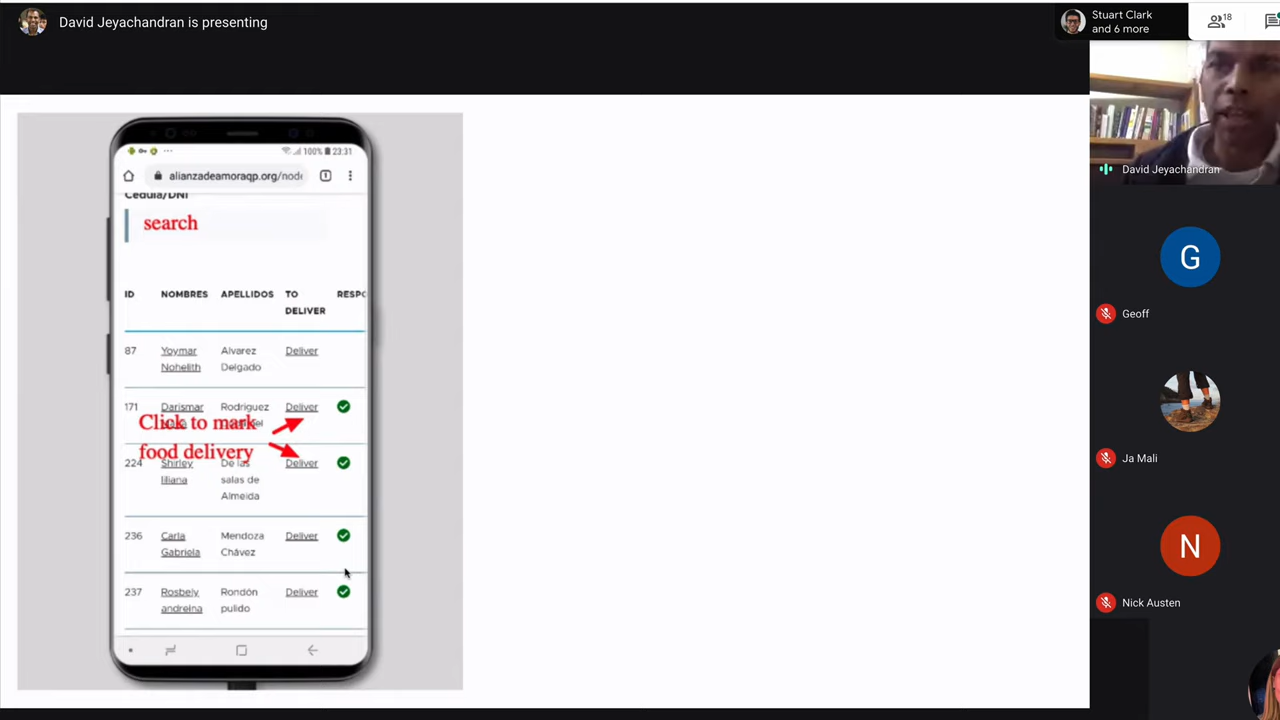 David Jeyachandran is presenting
Stuart Clark
and 6 more
18
100% 23:31
alianzadeamoraqp.org/node
1
Cedula/DNI
search
ID NOMBRES APELLIDOS TO DELIVER RESPO
87 Yoymar Nohelith Alvarez Delgado Deliver
171 Darismar Rodriguez Deliver
Click to mark
food delivery
224 Shirley liliana De las salas de Almeida Deliver
236 Carla Gabriela Mendoza Chávez Deliver
237 Rosbely andreina Rondón pulido Deliver
David Jeyachandran
G
Geoff
Ja Mali
N
Nick Austen